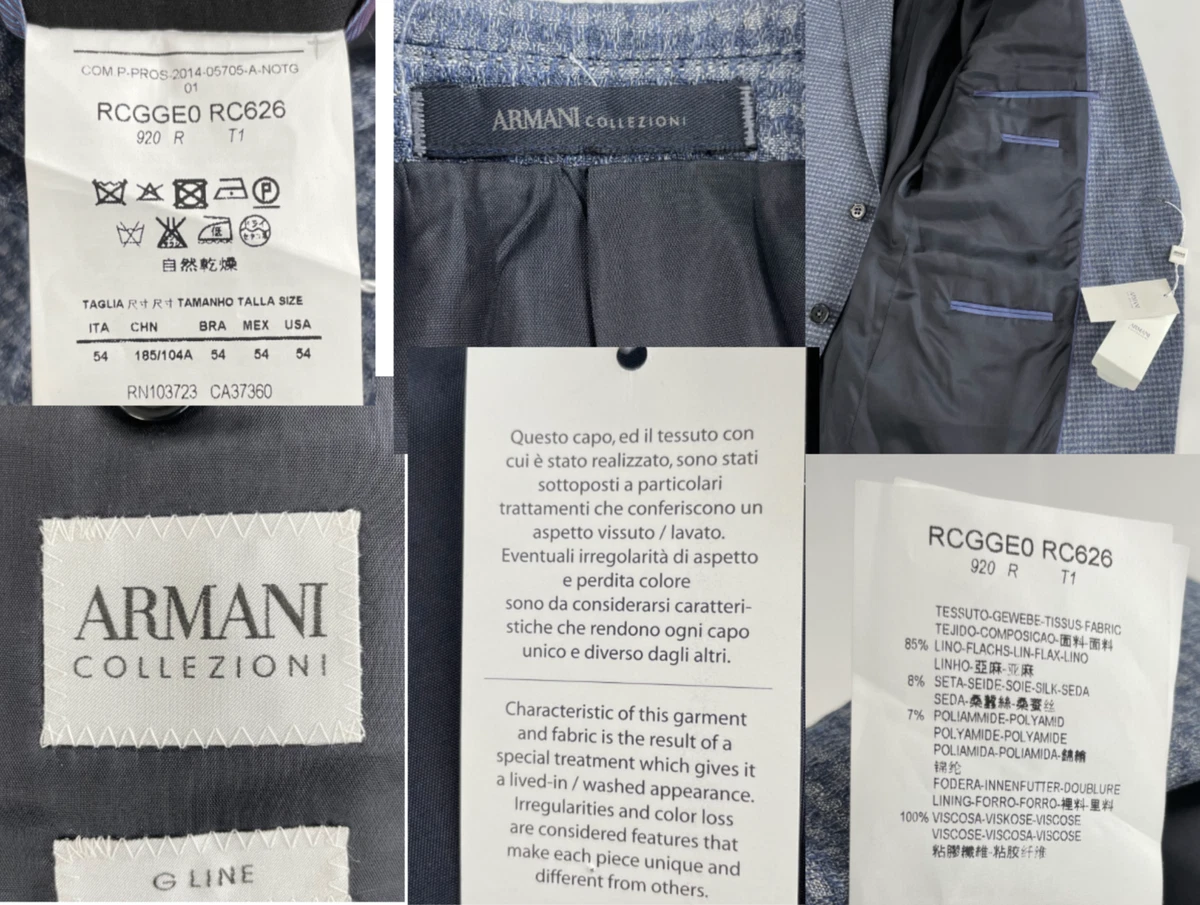 COM P-PROS-2014-05705-A-NOTG
01
RCGGE0 RC626
920 R T1
自然乾燥
TAGLIA 尺寸 尺寸 TAMANHO TALLA SIZE
ITA CHN BRA MEX USA
54 185/104A 54 54 54
RN103723 CA37360
ARMANI COLLEZIONI
ARMANI
COLLEZIONI
G LINE
Questo capo, ed il tessuto con
cui è stato realizzato, sono stati
sottoposti a particolari
trattamenti che conferiscono un
aspetto vissuto / lavato.
Eventuali irregolarità di aspetto
e perdita colore
sono da considerarsi caratteri-
stiche che rendono ogni capo
unico e diverso dagli altri.
Characteristic of this garment
and fabric is the result of a
special treatment which gives it
a lived-in / washed appearance.
Irregularities and color loss
are considered features that
make each piece unique and
different from others.
RCGGE0 RC626
920 R T1
TESSUTO-GEWEBE-TISSUS-FABRIC
TEJIDO-COMPOSICAO-面料-面料
85% LINO-FLACHS-LIN-FLAX-LINO
LINHO-亞麻-亚麻
8% SETA-SEIDE-SOIE-SILK-SEDA
SEDA-桑蠶絲-桑蚕丝
7% POLIAMMIDE-POLYAMID
POLYAMIDE-POLYAMIDE
POLIAMIDA-POLIAMIDA-錦綸
锦纶
FODERA-INNENFUTTER-DOUBLURE
LINING-FORRO-FORRO-裡料-里料
100% VISCOSA-VISKOSE-VISCOSE
VISCOSE-VISCOSA-VISCOSE
粘膠纖維-粘胶纤维